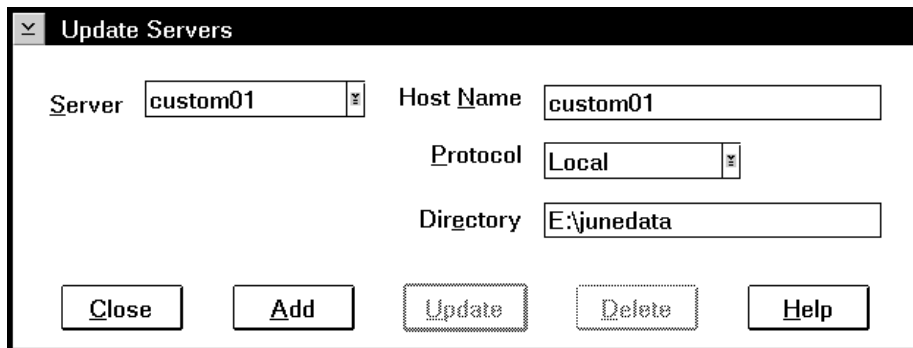 Update Servers
Server custom01 Host Name custom01
Protocol Local
Directory E:\junedata
Close Add Update Delete Help